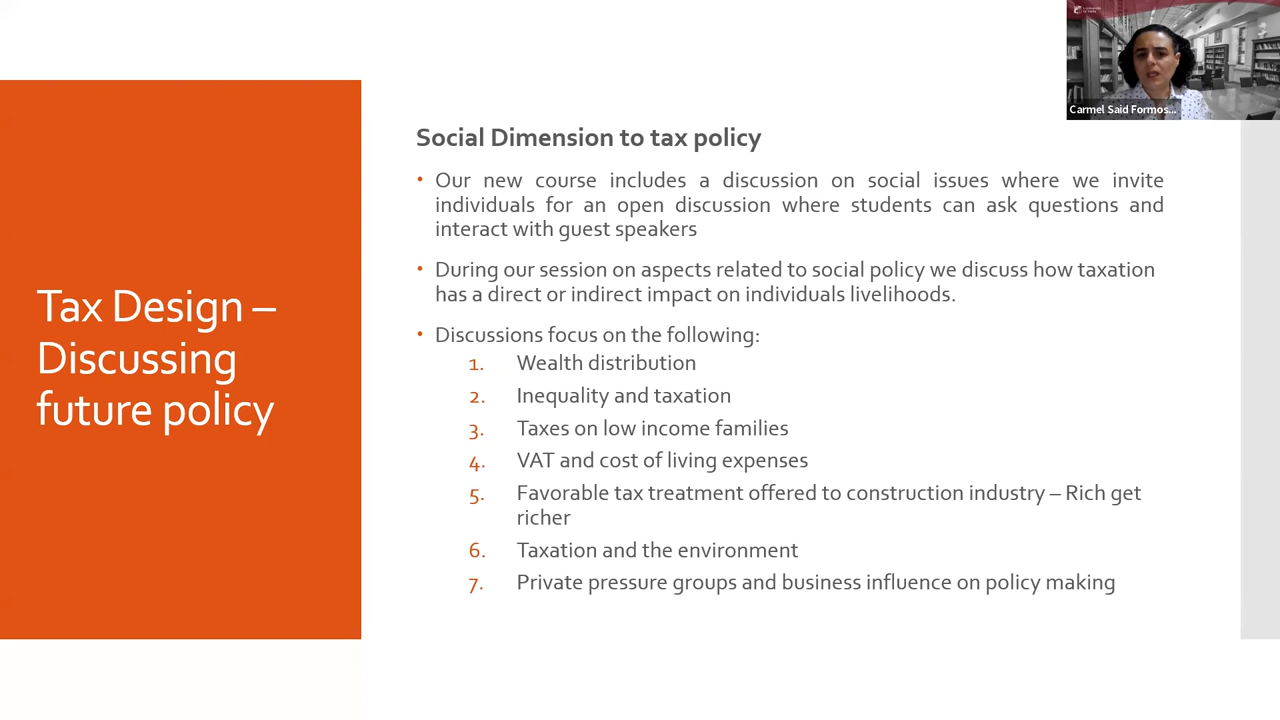 Carmel Said Formos...
Tax Design –
Discussing
future policy
Social Dimension to tax policy
• Our new course includes a discussion on social issues where we invite
individuals for an open discussion where students can ask questions and
interact with guest speakers
• During our session on aspects related to social policy we discuss how taxation
has a direct or indirect impact on individuals livelihoods.
• Discussions focus on the following:
1. Wealth distribution
2. Inequality and taxation
3. Taxes on low income families
4. VAT and cost of living expenses
5. Favorable tax treatment offered to construction industry – Rich get
richer
6. Taxation and the environment
7. Private pressure groups and business influence on policy making